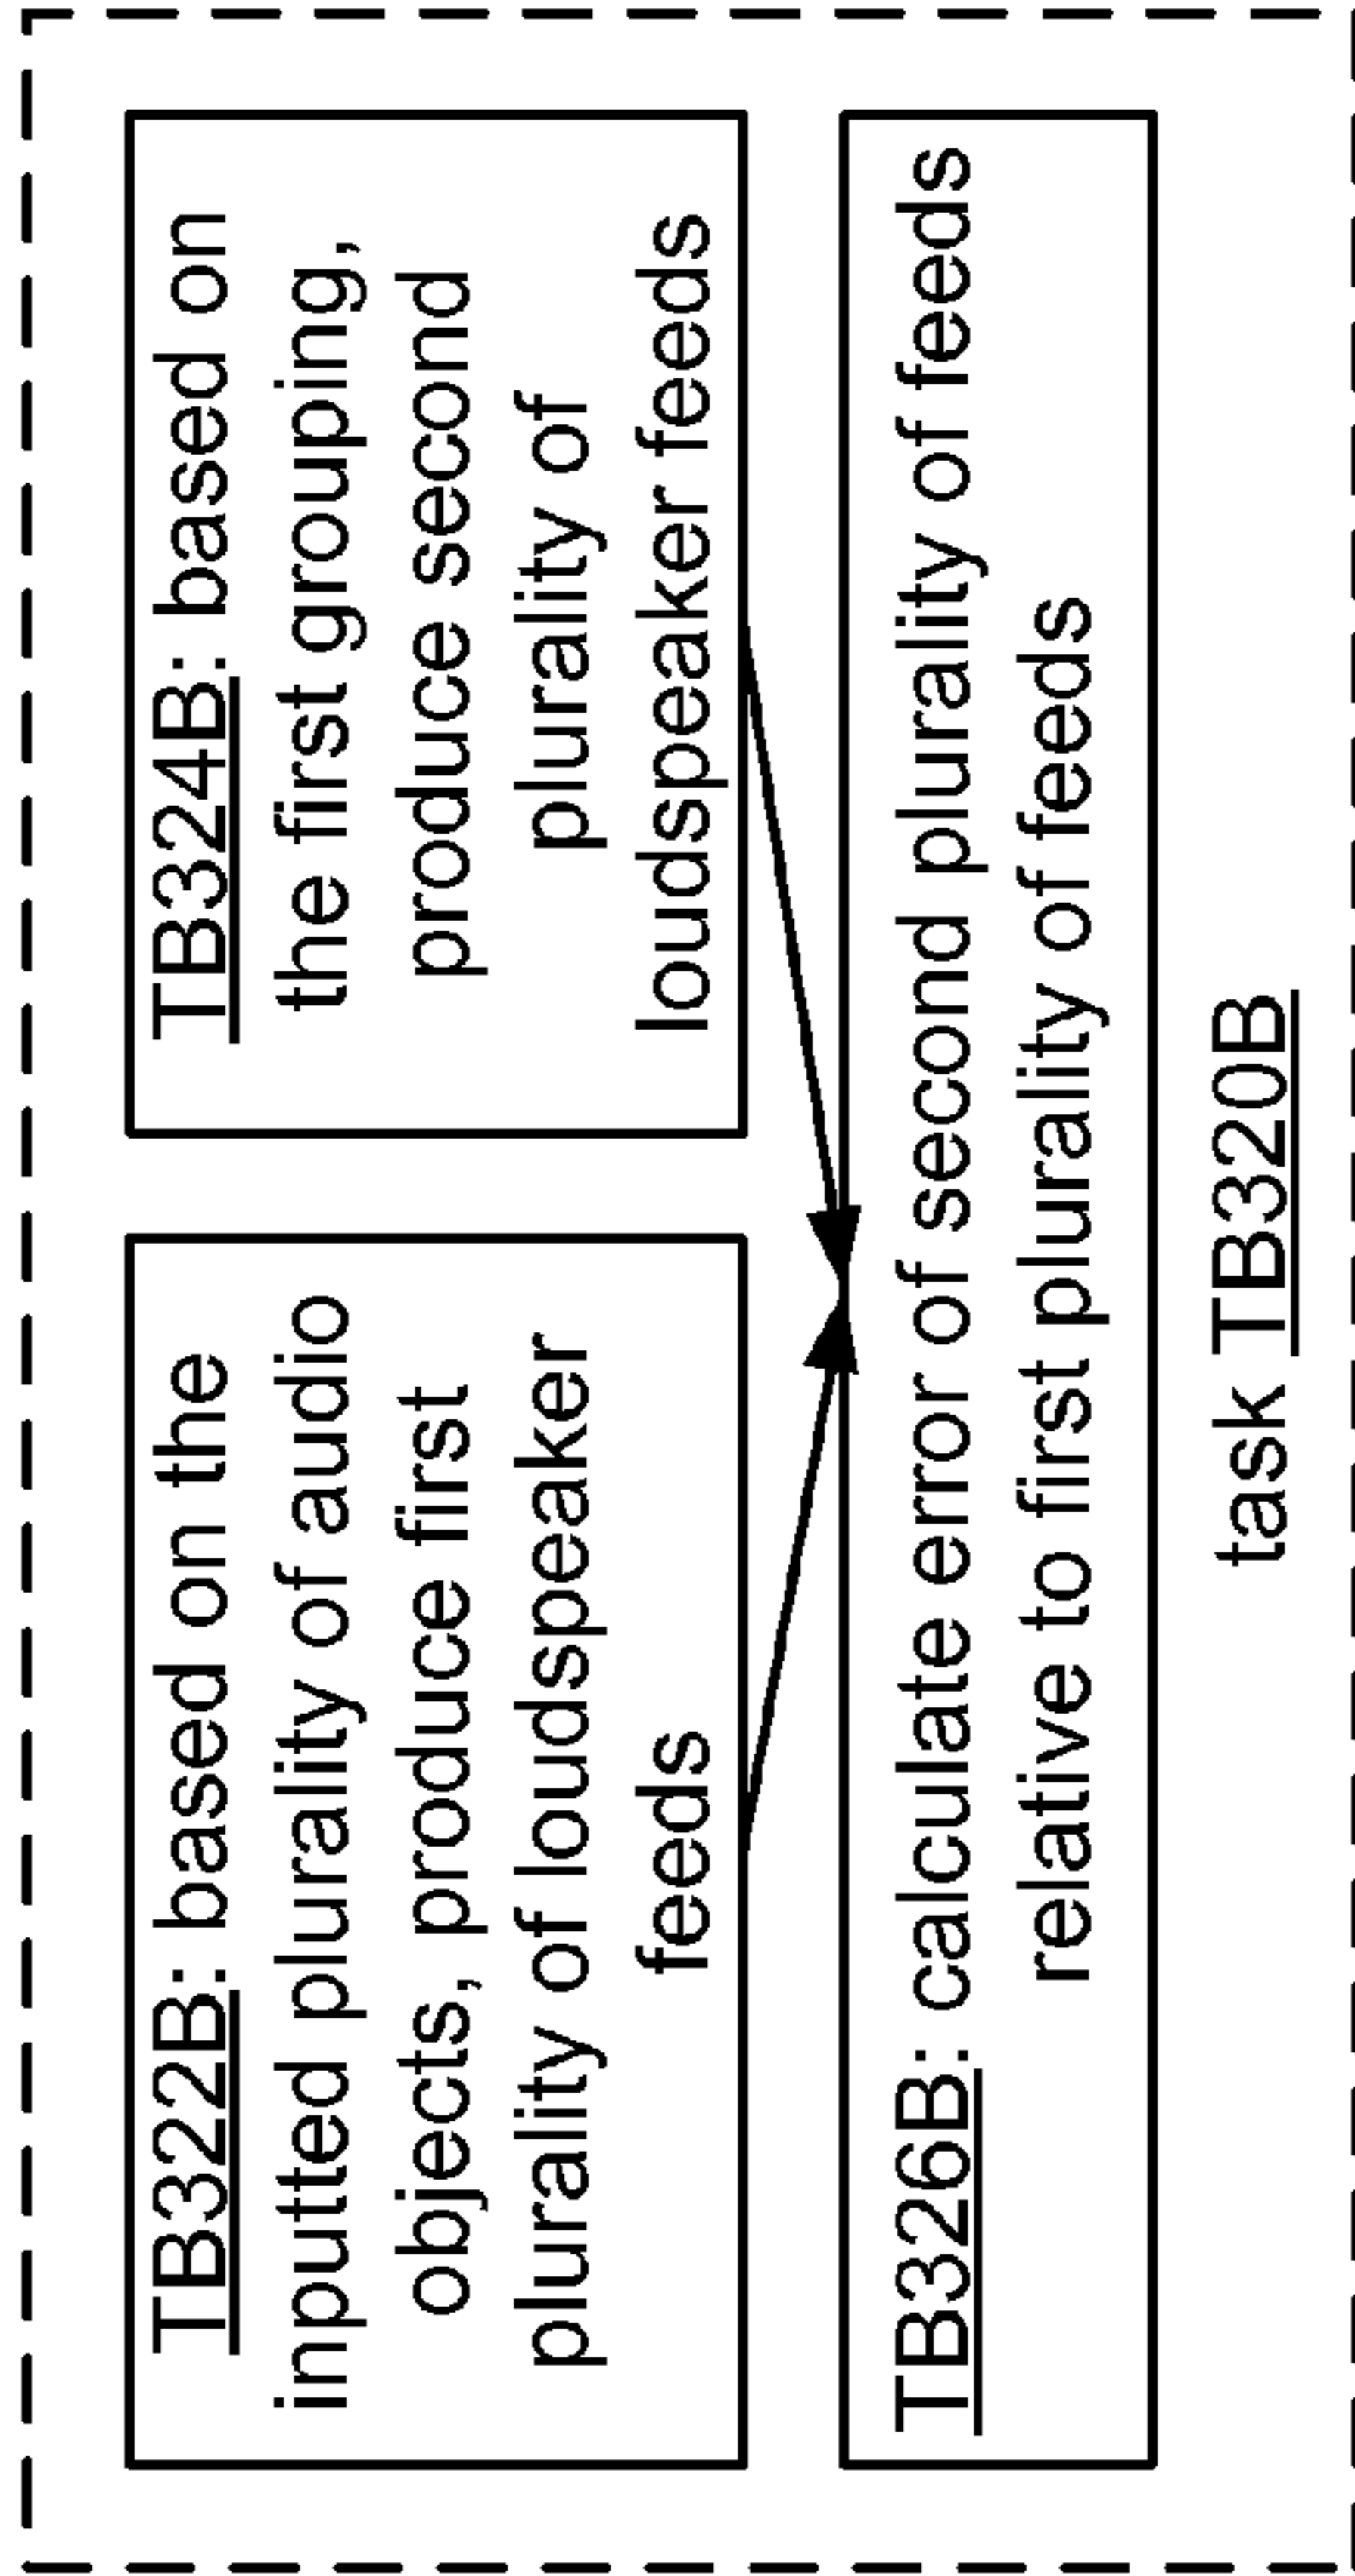 TB322B: based on the
inputted plurality of audio
objects, produce first
plurality of loudspeaker
feeds
TB324B: based on
the first grouping,
produce second
plurality of
loudspeaker feeds
TB326B: calculate error of second plurality of feeds
relative to first plurality of feeds
task TB320B